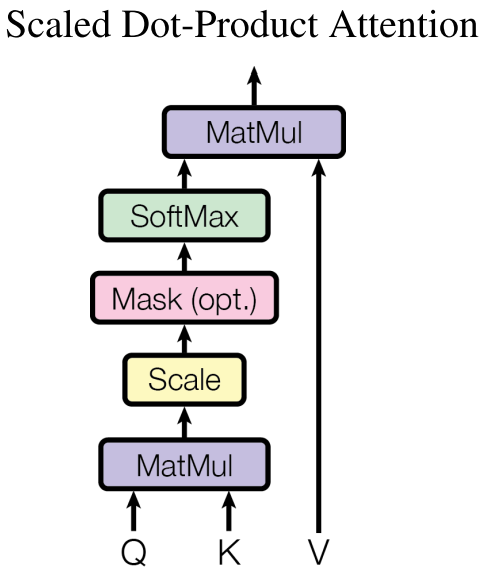 Scaled Dot-Product Attention
MatMul
SoftMax
Mask (opt.)
Scale
MatMul
Q K V